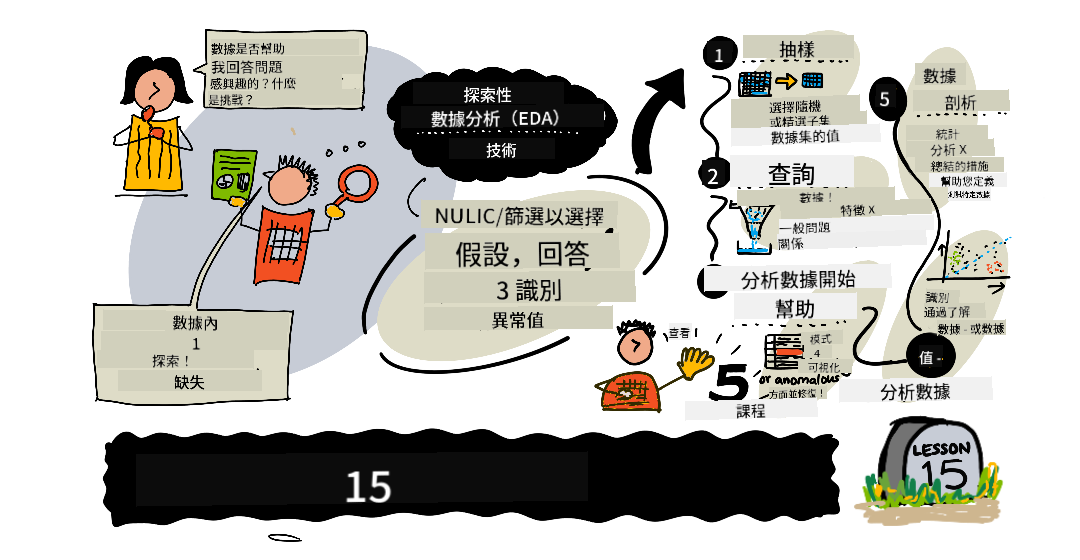 數據是否幫助
我回答問題
感興趣的？什麼
是挑戰？
探索性
數據分析（EDA）
技術
NULIC/篩選以選擇
假設，回答
3 識別
異常值
數據內
1
探索！
缺失
1
抽樣
選擇隨機
或精選子集
數據集的值
2
查詢
數據！
特徵 X
一般問題
關係
分析數據開始
幫助
查看！
模式
4
可視化
or anomalous
方面並修復！
5
課程
5
數據
剖析
統計
分析 X
總結的措施
幫助您定義
識別
通過了解
數據 - 或數據
值 -
分析數據
15
LESSON
15